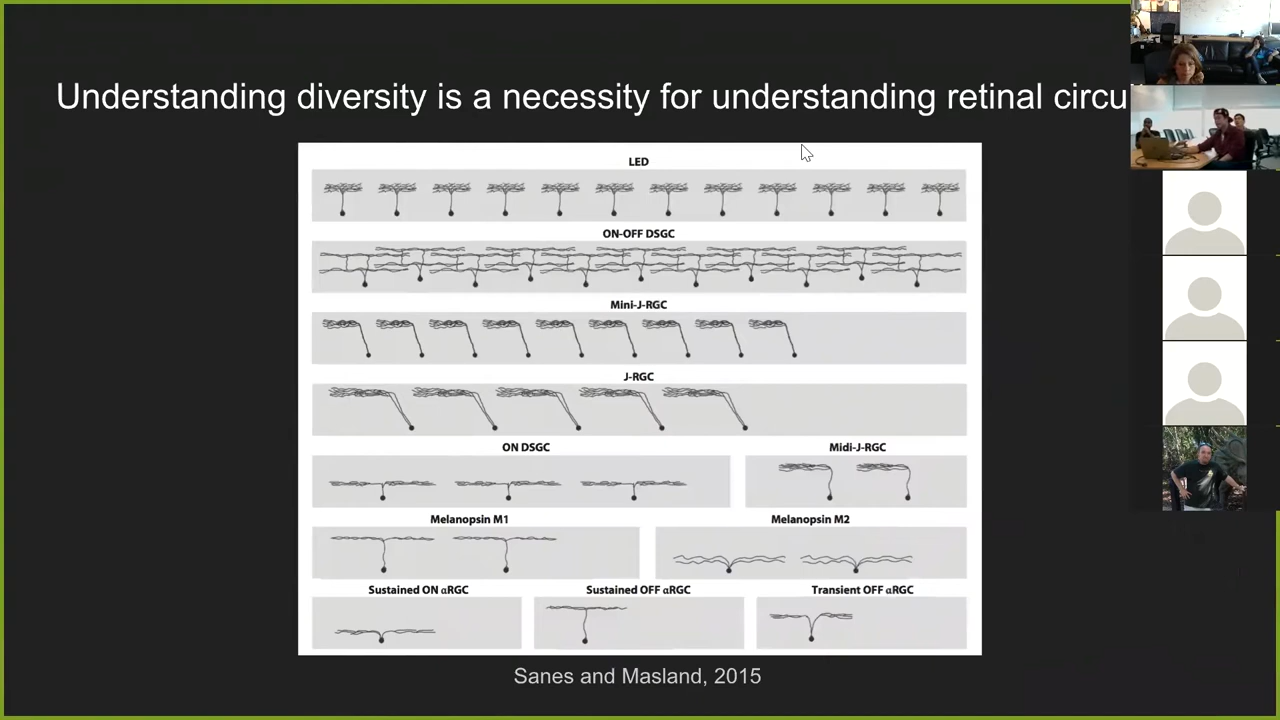 Understanding diversity is a necessity for understanding retinal circu
LED
ON-OFF DSGC
Mini-J-RGC
J-RGC
ON DSGC
Midi-J-RGC
Melanopsin M1
Melanopsin M2
Sustained ON αRGC
Sustained OFF αRGC
Transient OFF αRGC
Sanes and Masland, 2015